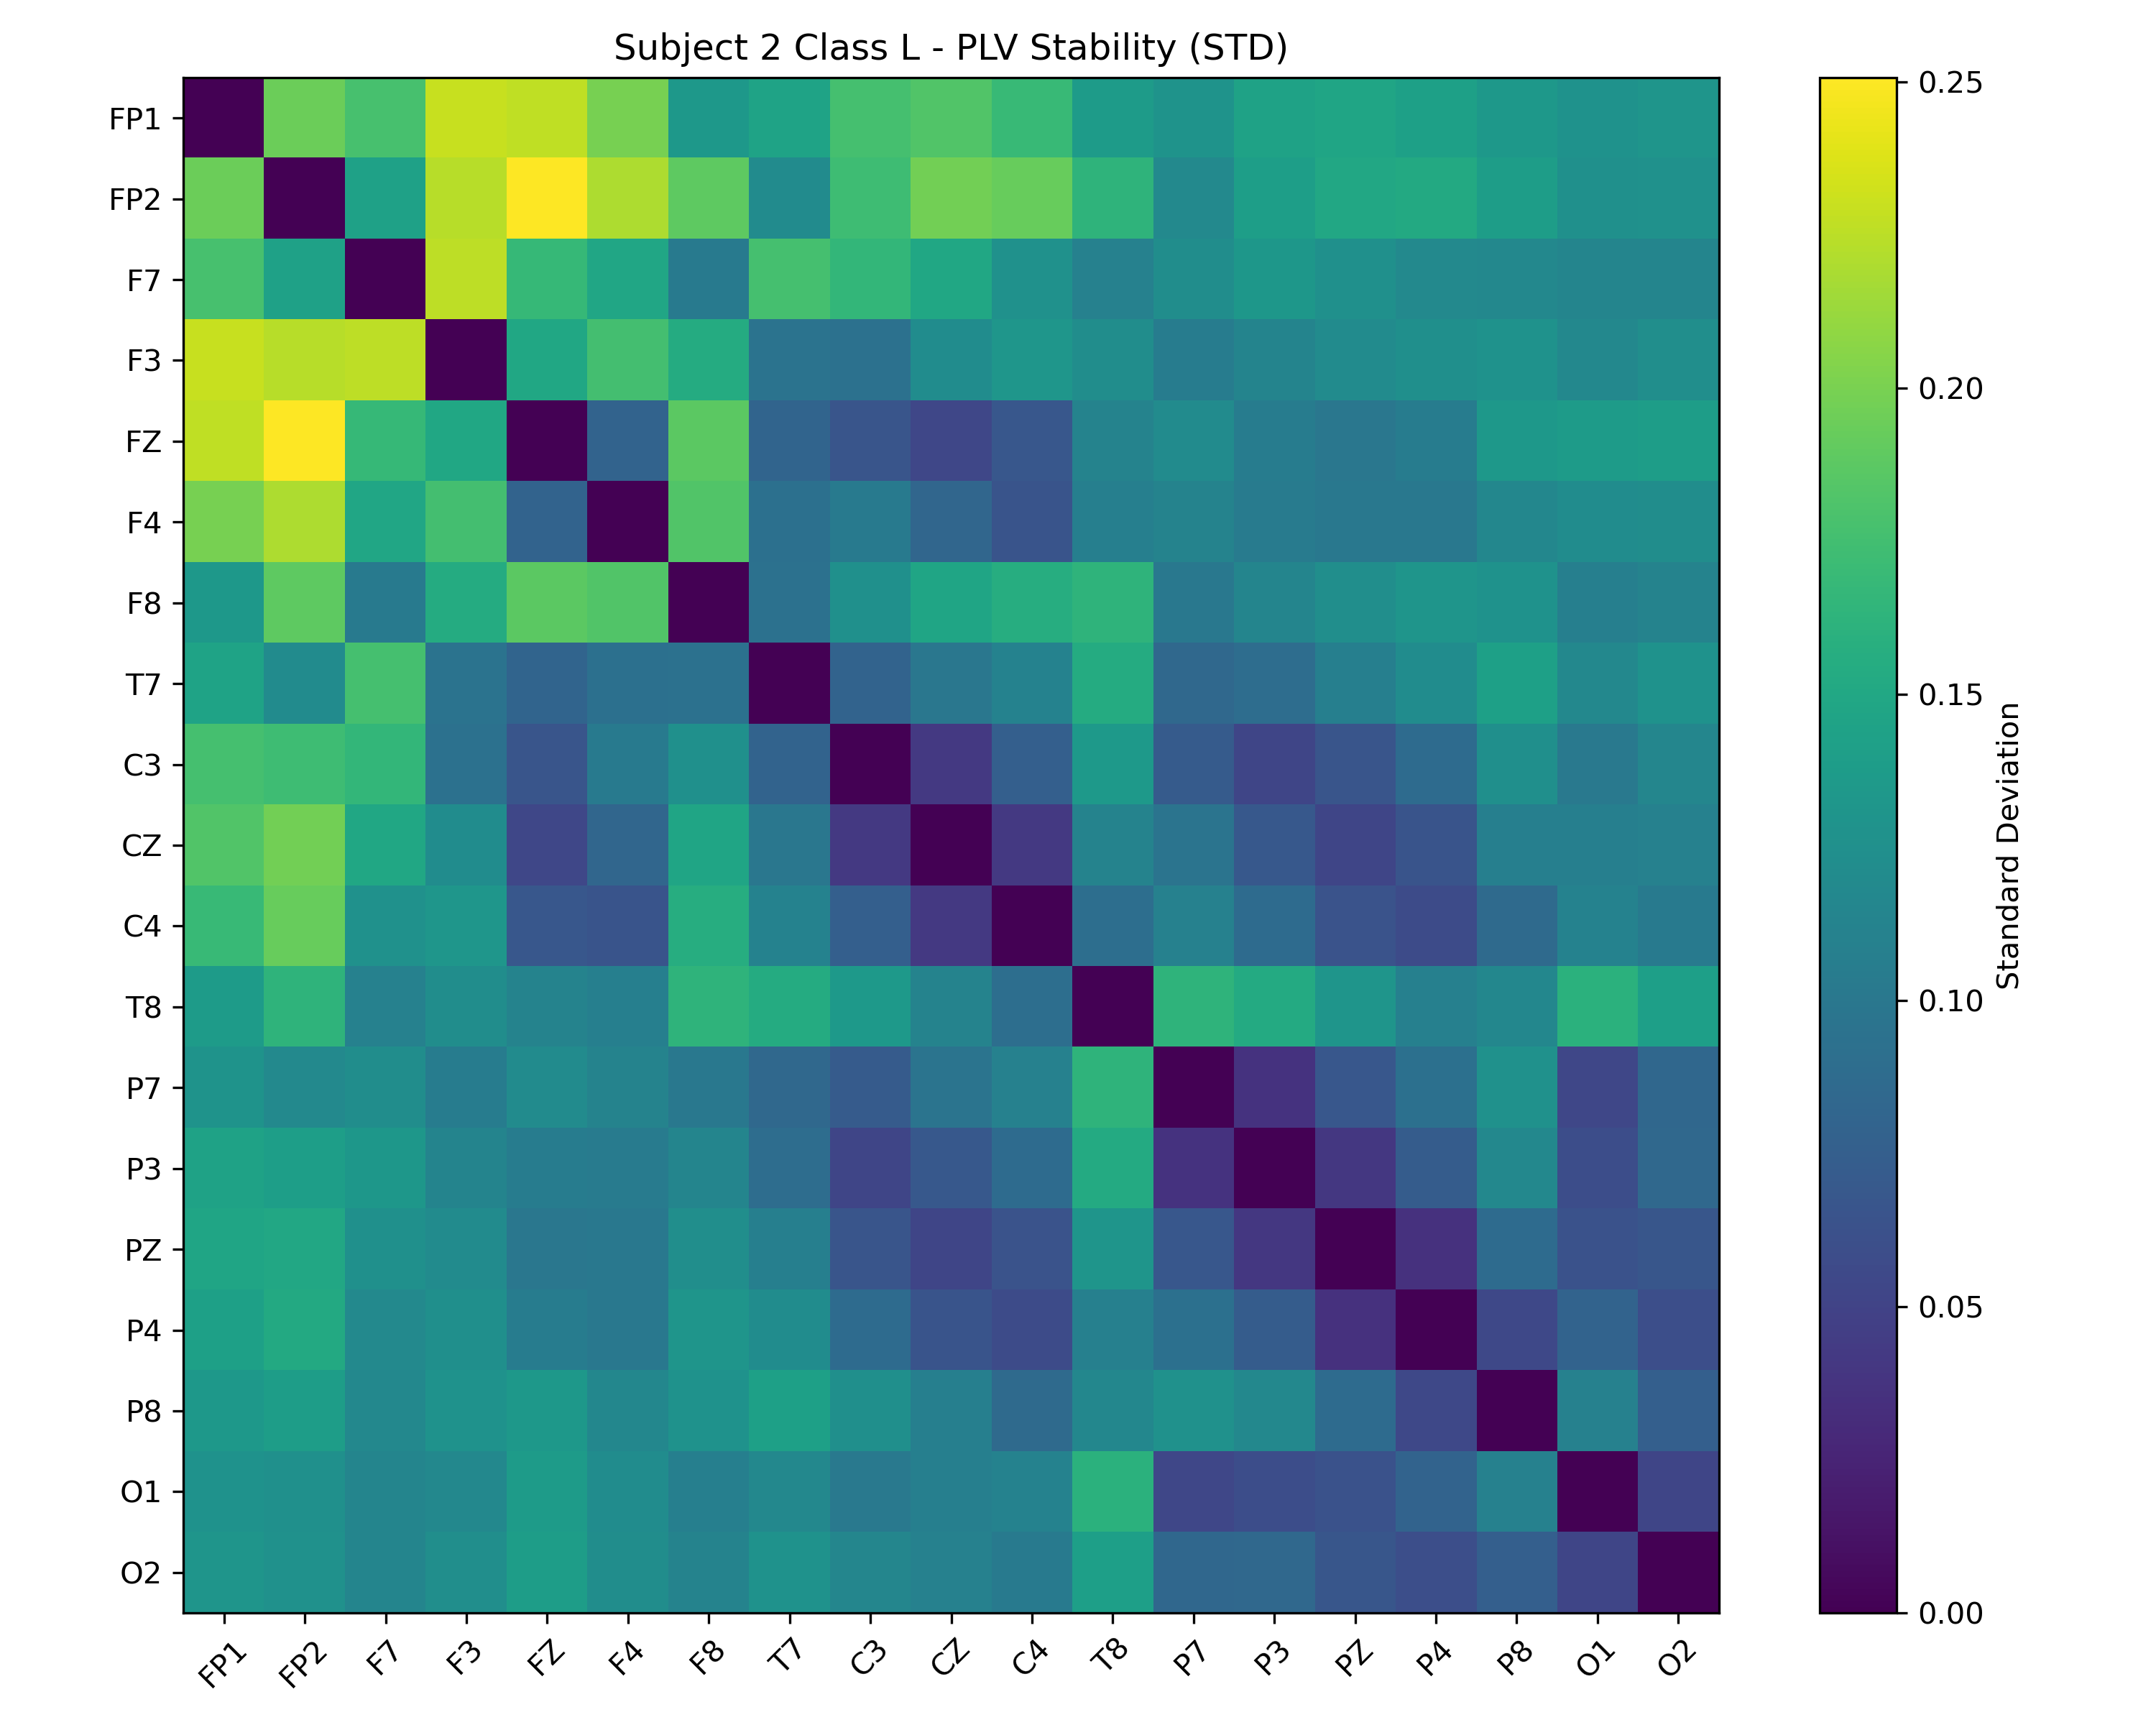 Subject 2 Class L - PLV Stability (STD)
FP1
FP2
F7
F3
FZ
F4
F8
T7
C3
CZ
C4
T8
P7
P3
PZ
P4
P8
O1
O2
FP1 FP2 F7 F3 FZ F4 F8 T7 C3 CZ C4 T8 P7 P3 PZ P4 P8 O1 O2
0.25
0.20
0.15
0.10
0.05
0.00
Standard Deviation